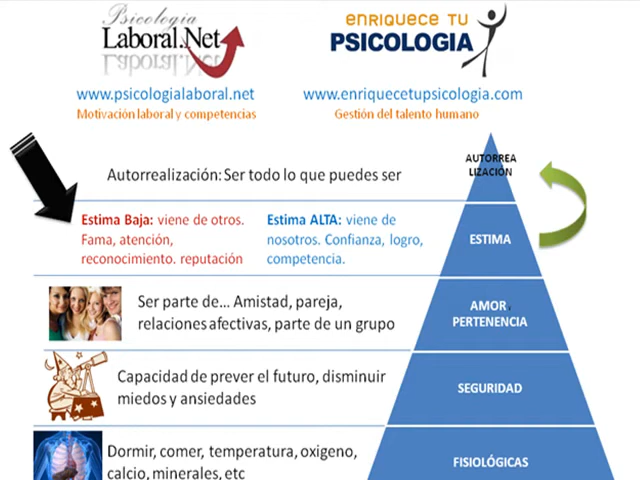 Psicologia
Laboral.Net
ENRIQUECE TU
PSICOLOGIA
www.psicologialaboral.net
www.enriquecetupsicologia.com
Motivación laboral y competencias
Gestión del talento humano
Autorrealización: Ser todo lo que puedes ser
AUTORREA
LIZACIÓN
Estima Baja: viene de otros.
Fama, atención,
reconocimiento. reputación
Estima ALTA: viene de
nosotros. Confianza, logro,
competencia.
ESTIMA
Ser parte de... Amistad, pareja,
relaciones afectivas, parte de un grupo
AMOR Y
PERTENENCIA
Capacidad de prever el futuro, disminuir
miedos y ansiedades
SEGURIDAD
Dormir, comer, temperatura, oxigeno,
calcio, minerales, etc
FISIOLÓGICAS